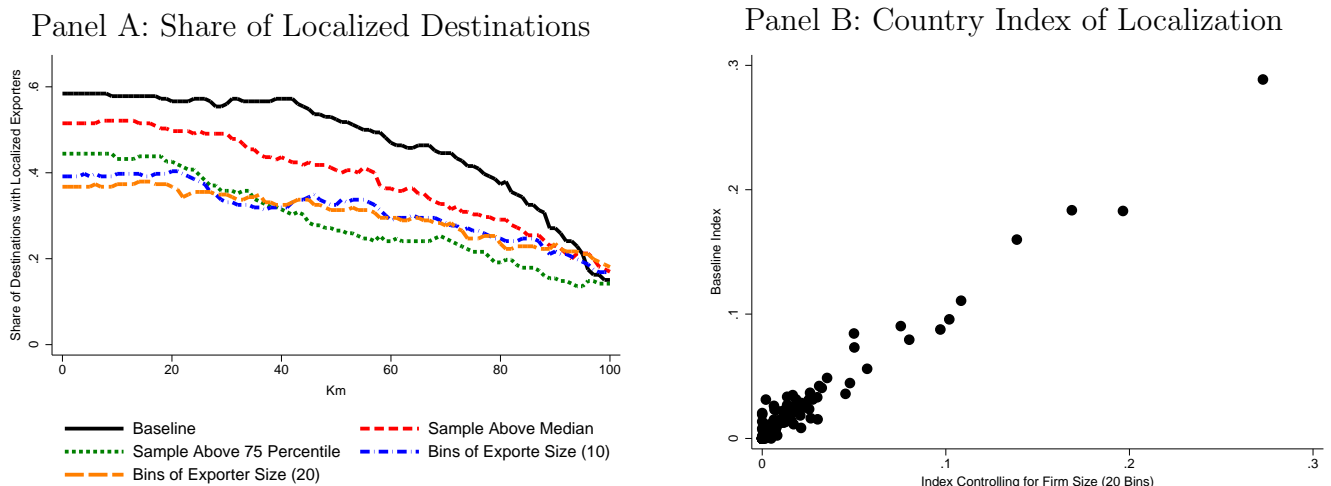 Panel A: Share of Localized Destinations
Share of Destinations with Localized Exporters
.6
.4
.2
0
0 20 40 60 80 100
Km
Baseline
Sample Above Median
Sample Above 75 Percentile
Bins of Exporte Size (10)
Bins of Exporter Size (20)
Panel B: Country Index of Localization
Baseline Index
.3
.2
.1
0
0 .1 .2 .3
Index Controlling for Firm Size (20 Bins)